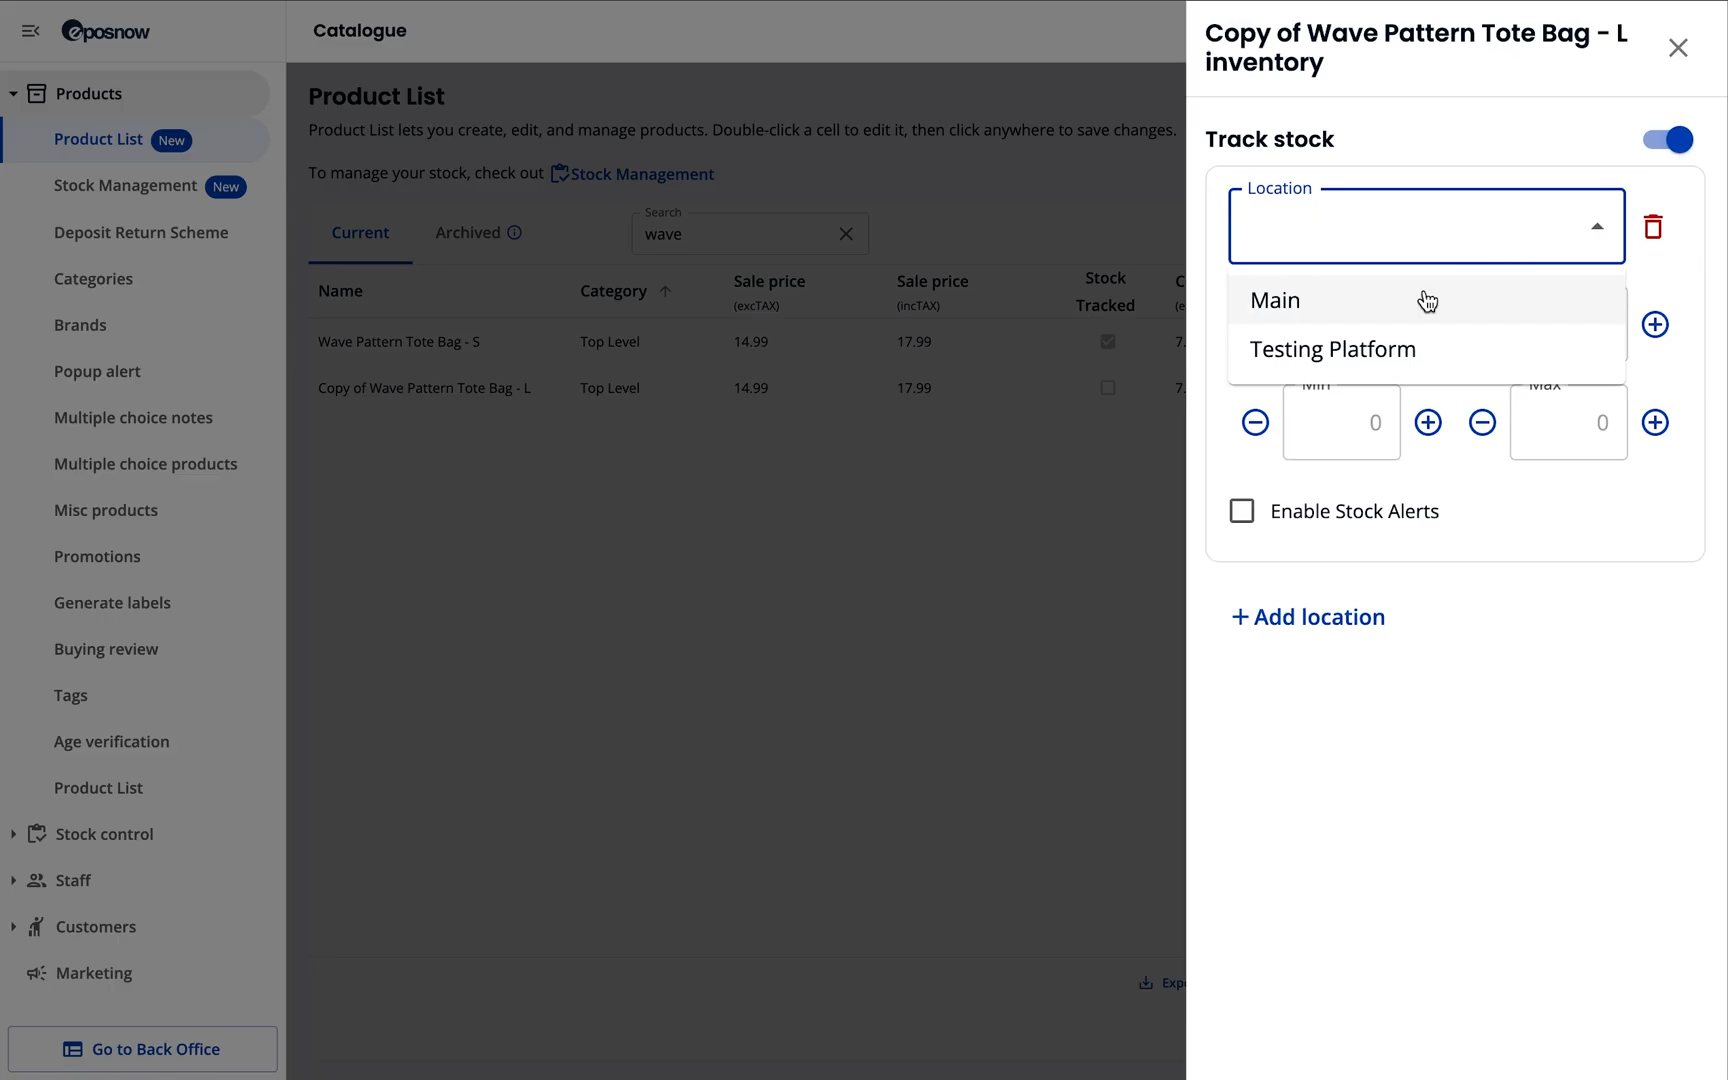 eposnow
Catalogue
Copy of Wave Pattern Tote Bag - L
inventory
Products
Product List New
Stock Management New
Deposit Return Scheme
Categories
Brands
Popup alert
Multiple choice notes
Multiple choice products
Misc products
Promotions
Generate labels
Buying review
Tags
Age verification
Product List
Stock control
Staff
Customers
Marketing
Go to Back Office
Product List
Product List lets you create, edit, and manage products. Double-click a cell to edit it, then click anywhere to save changes.
To manage your stock, check out Stock Management
Current Archived
Search
wave
Name Category Sale price (excTAX) Sale price (incTAX) Stock Tracked
Wave Pattern Tote Bag - S Top Level 14.99 17.99 7.
Copy of Wave Pattern Tote Bag - L Top Level 14.99 17.99 7.
Track stock
Location
Main
Testing Platform
Min Max
0 0
Enable Stock Alerts
+ Add location